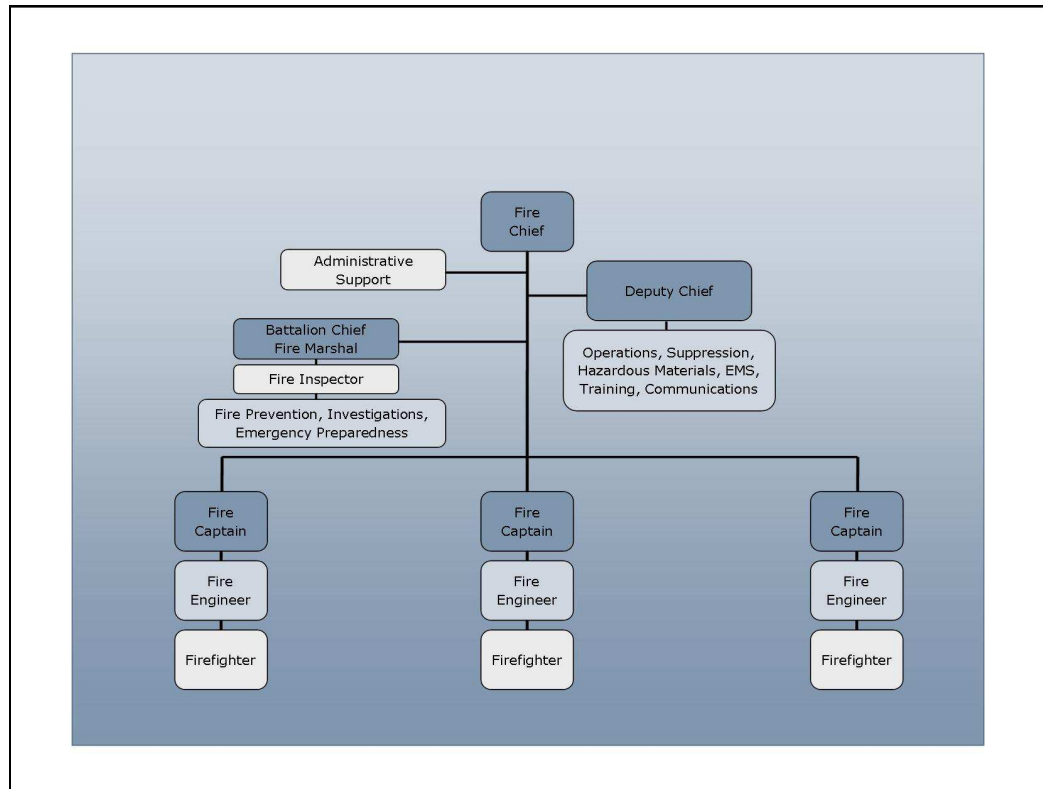 Fire
Chief
Administrative
Support
Deputy Chief
Battalion Chief
Fire Marshal
Operations, Suppression,
Hazardous Materials, EMS,
Training, Communications
Fire Inspector
Fire Prevention, Investigations,
Emergency Preparedness
Fire
Captain
Fire
Captain
Fire
Captain
Fire
Engineer
Fire
Engineer
Fire
Engineer
Firefighter
Firefighter
Firefighter